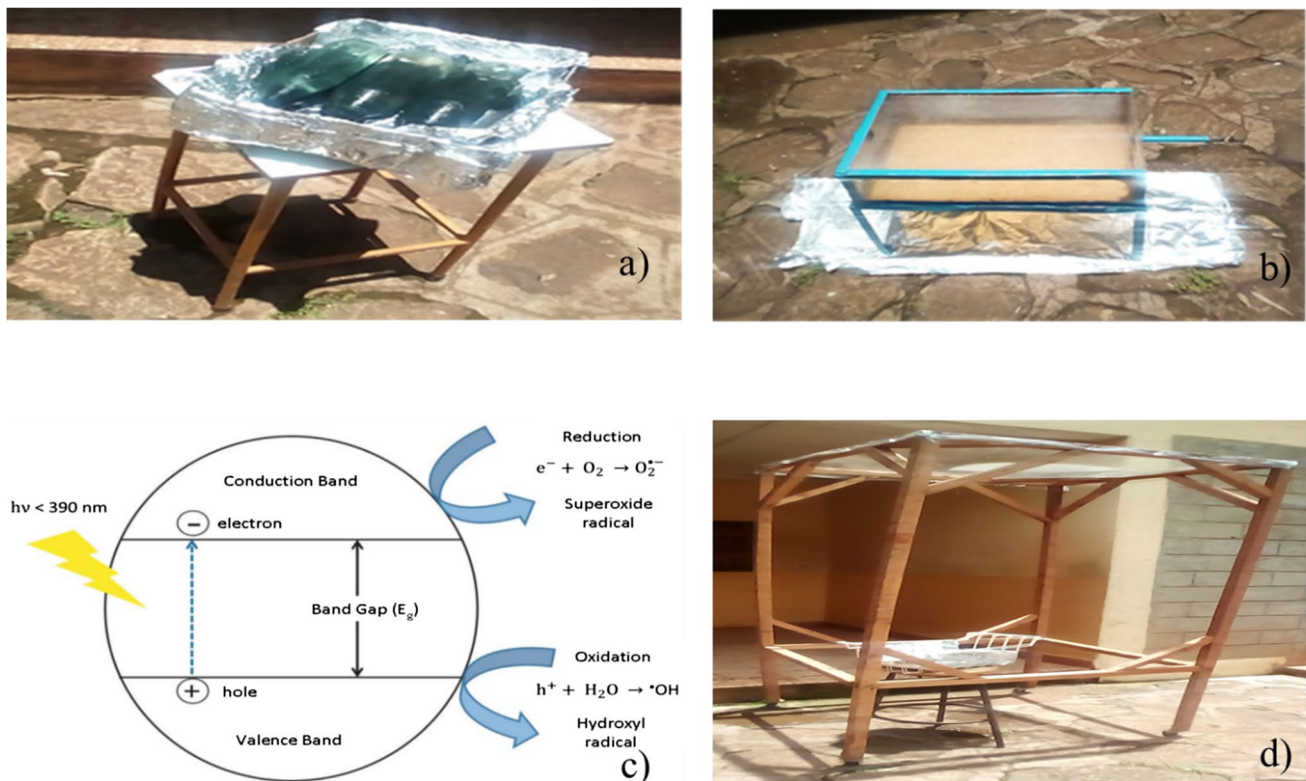 a)
b)
Conduction Band
hν < 390 nm
− electron
Band Gap (E_g)
+ hole
Valence Band
Reduction
e⁻ + O₂ → O₂•⁻
Superoxide
radical
Oxidation
h⁺ + H₂O → •OH
Hydroxyl
radical
c)
d)